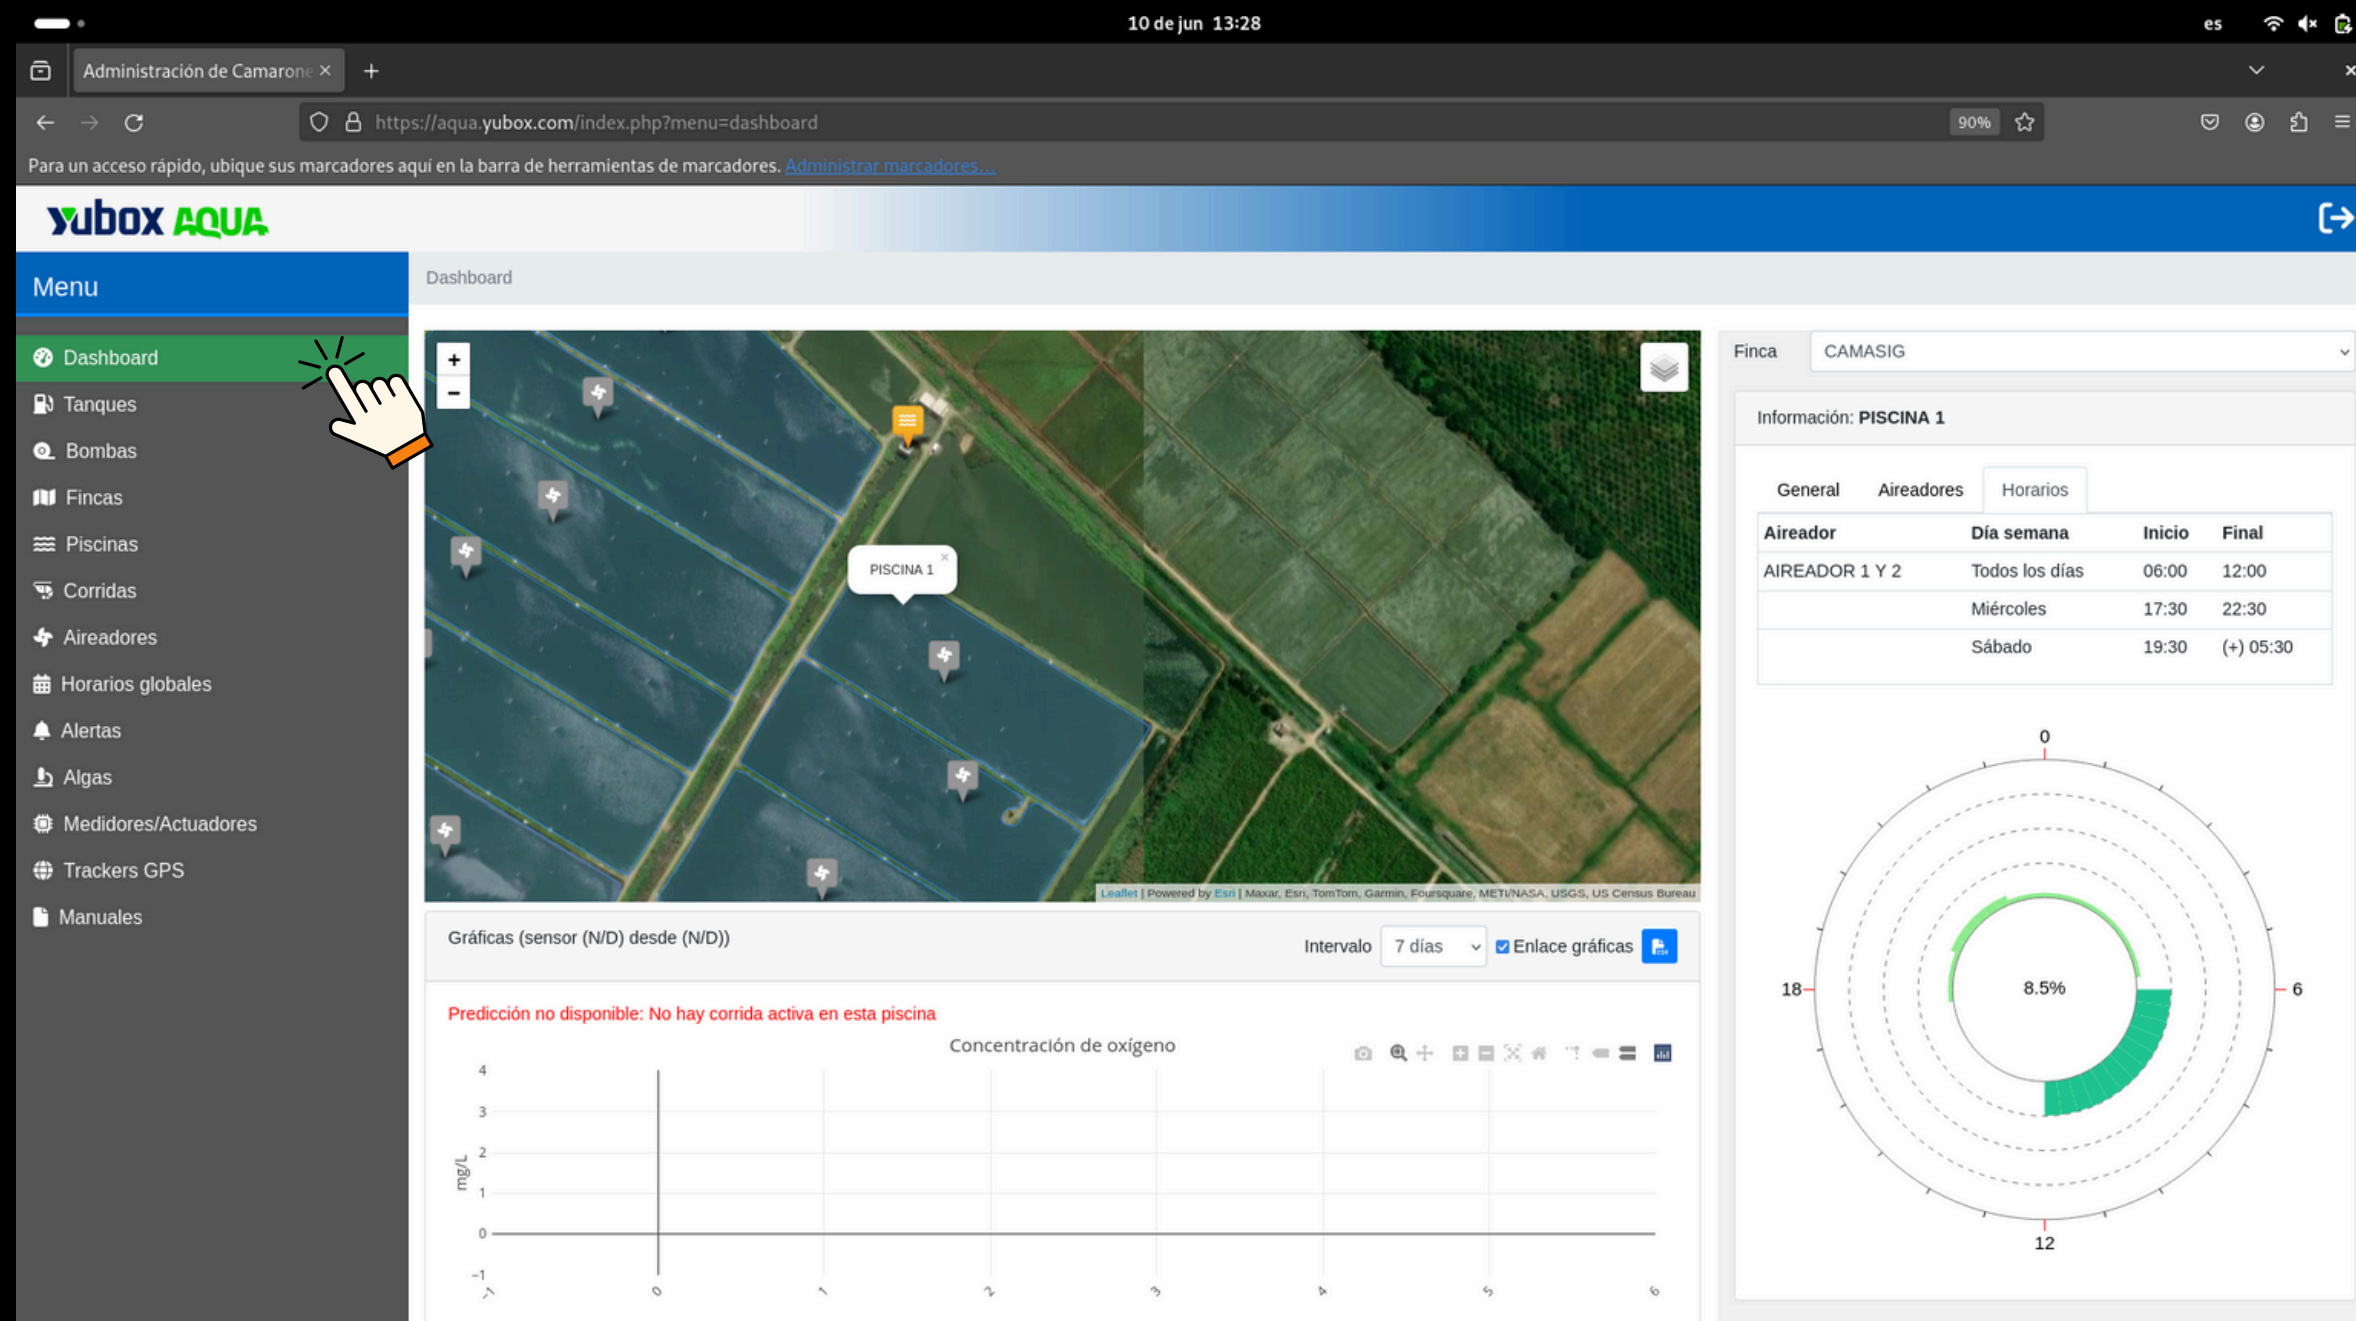 10 de jun 13:28
es
Administración de Camarone
https://aqua.yubox.com/index.php?menu=dashboard
90%
Para un acceso rápido, ubique sus marcadores aquí en la barra de herramientas de marcadores. Administrar marcadores...
yubox AQUA
Menu
Dashboard
Tanques
Bombas
Fincas
Piscinas
Corridas
Aireadores
Horarios globales
Alertas
Algas
Medidores/Actuadores
Trackers GPS
Manuales
Dashboard
+
−
PISCINA 1 ×
Leaflet | Powered by Esri | Maxar, Esri, TomTom, Garmin, Foursquare, METI/NASA, USGS, US Census Bureau
Gráficas (sensor (N/D) desde (N/D))
Intervalo 7 días Enlace gráficas
Predicción no disponible: No hay corrida activa en esta piscina
Concentración de oxígeno
mg/L
4
3
2
1
0
−1
−1 0 1 2 3 4 5 6
Finca CAMASIG
Información: PISCINA 1
General Aireadores Horarios
Aireador Día semana Inicio Final
AIREADOR 1 Y 2 Todos los días 06:00 12:00
Miércoles 17:30 22:30
Sábado 19:30 (+) 05:30
0
18 8.5% 6
12